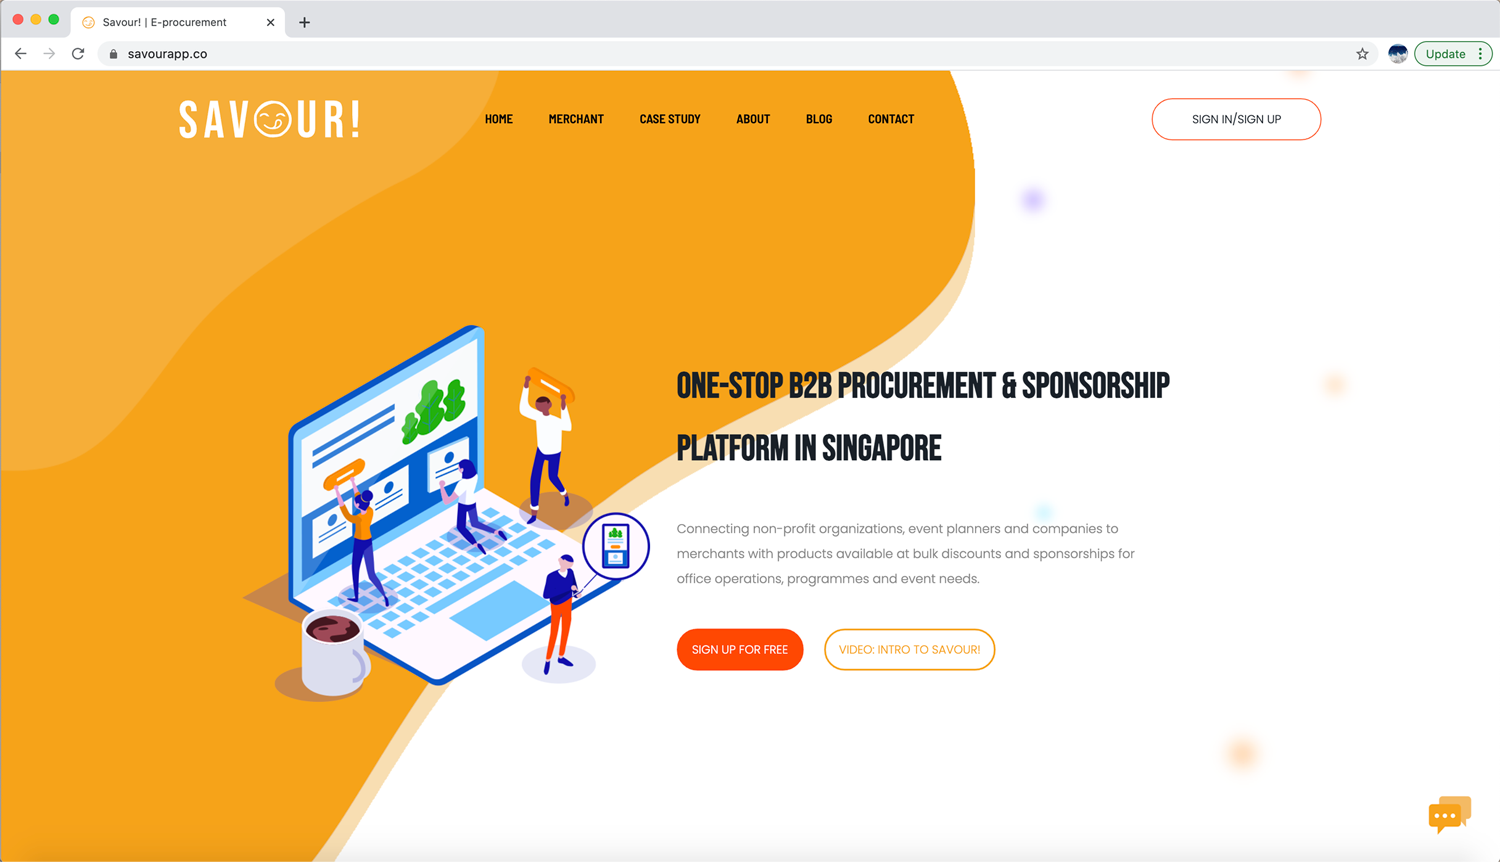 Savour! | E-procurement
savourapp.co
Update
SAVOUR!
HOME
MERCHANT
CASE STUDY
ABOUT
BLOG
CONTACT
SIGN IN/SIGN UP
ONE-STOP B2B PROCUREMENT & SPONSORSHIP
PLATFORM IN SINGAPORE
Connecting non-profit organizations, event planners and companies to
merchants with products available at bulk discounts and sponsorships for
office operations, programmes and event needs.
SIGN UP FOR FREE
VIDEO: INTRO TO SAVOUR!